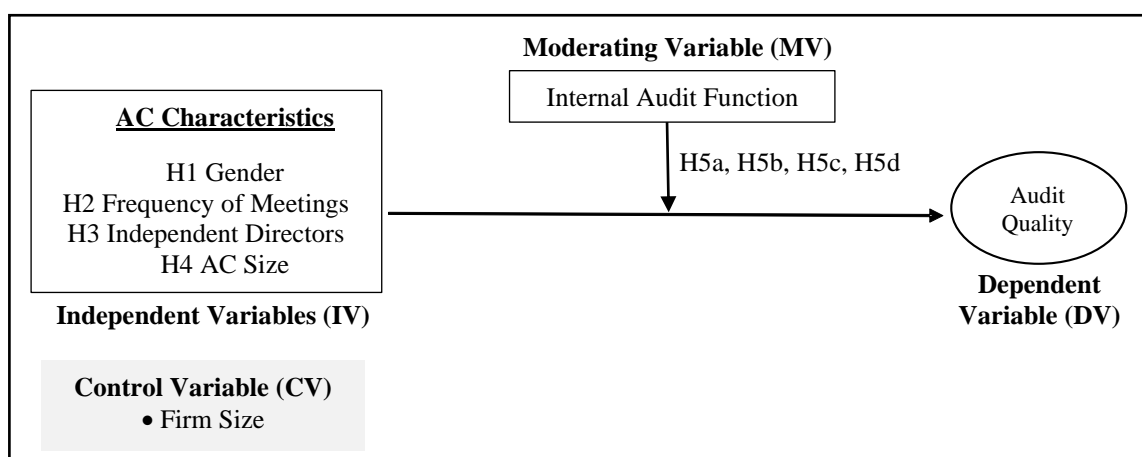 Moderating Variable (MV)
Internal Audit Function
AC Characteristics
H1 Gender
H2 Frequency of Meetings
H3 Independent Directors
H4 AC Size
Independent Variables (IV)
H5a, H5b, H5c, H5d
Audit
Quality
Dependent
Variable (DV)
Control Variable (CV)
• Firm Size